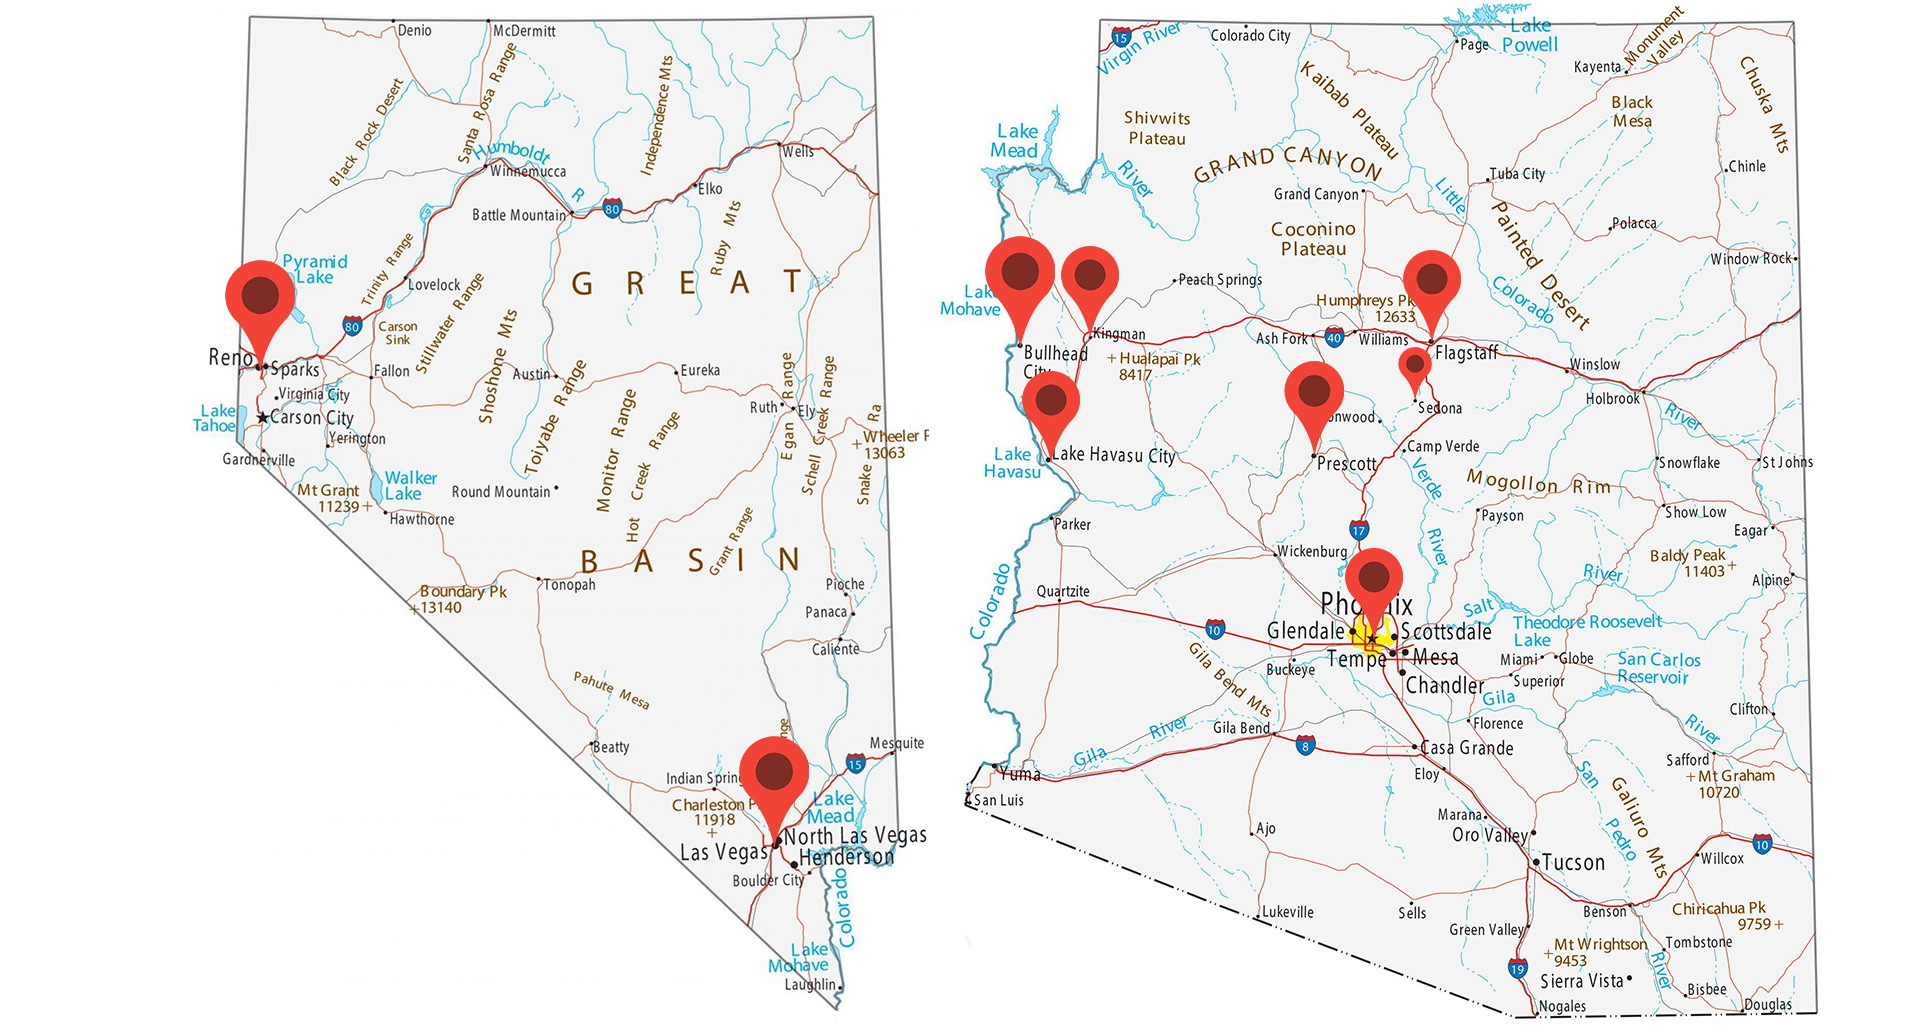 Denio
McDermitt
Black Rock Desert
Santa Rosa Range
Independence Mts
Humboldt
R
Winnemucca
Wells
Elko
Battle Mountain
80
Ruby Mts
Pyramid
Lake
Trinity Range
Lovelock
Stillwater Range
GREAT
80
Carson
Sink
Shoshone Mts
Reno
Sparks
Fallon
Austin
Eureka
Virginia City
Lake
Tahoe
Carson City
Toiyabe Range
Monitor Range
Hot Creek Range
Ruth
Ely
Egan Range
Schell Creek Range
Snake Ra
Wheeler
13063
Yerington
Gardnerville
Walker
Lake
Mt Grant
11239
Round Mountain
Hawthorne
Grant Range
BASIN
Boundary Pk
13140
Tonopah
Pioche
Panaca
Caliente
Pahute Mesa
nge
Beatty
Mesquite
15
Indian Spring
Charleston
11918
Lake
Mead
North Las Vegas
Las Vegas
Henderson
Boulder City
Colorado
Lake
Mohave
Laughlin
15
Virgin River
Colorado City
Page
Lake
Powell
Kayenta
Monument
Valley
Chuska Mts
Kaibab Plateau
Black
Mesa
Shivwits
Plateau
Lake
Mead
River
GRAND CANYON
Grand Canyon
Little
Tuba City
Chinle
Painted Desert
Polacca
Coconino
Plateau
Window Rock
Peach Springs
Colorado
Lake
Mohave
Humphreys Pk
12633
Kingman
Ash Fork
40
Williams
Flagstaff
Bullhead
City
Hualapai Pk
8417
Winslow
Holbrook
River
onwood
Sedona
Camp Verde
Lake
Havasu
Lake Havasu City
Prescott
Verde
River
Mogollon Rim
Snowflake
St Johns
Parker
17
Payson
Show Low
Eagar
Wickenburg
Baldy Peak
11403
River
Alpine
Colorado
Quartzite
Phoenix
Salt
Theodore Roosevelt
Lake
10
Glendale
Scottsdale
Tempe
Mesa
Miami
Globe
San Carlos
Reservoir
Buckeye
Gila Bend Mts
Chandler
Superior
Gila
River
Clifton
Gila
River
Gila Bend
Florence
8
Casa Grande
Yuma
Eloy
San Luis
San
Pedro
River
Safford
Mt Graham
10720
Galiuro Mts
Maraha
Oro Valley
Ajo
10
Tucson
Willcox
Lukeville
Sells
Benson
Chiricahua Pk
9759
Green Valley
Mt Wrightson
9453
Tombstone
19
Sierra Vista
Bisbee
Nogales
Douglas